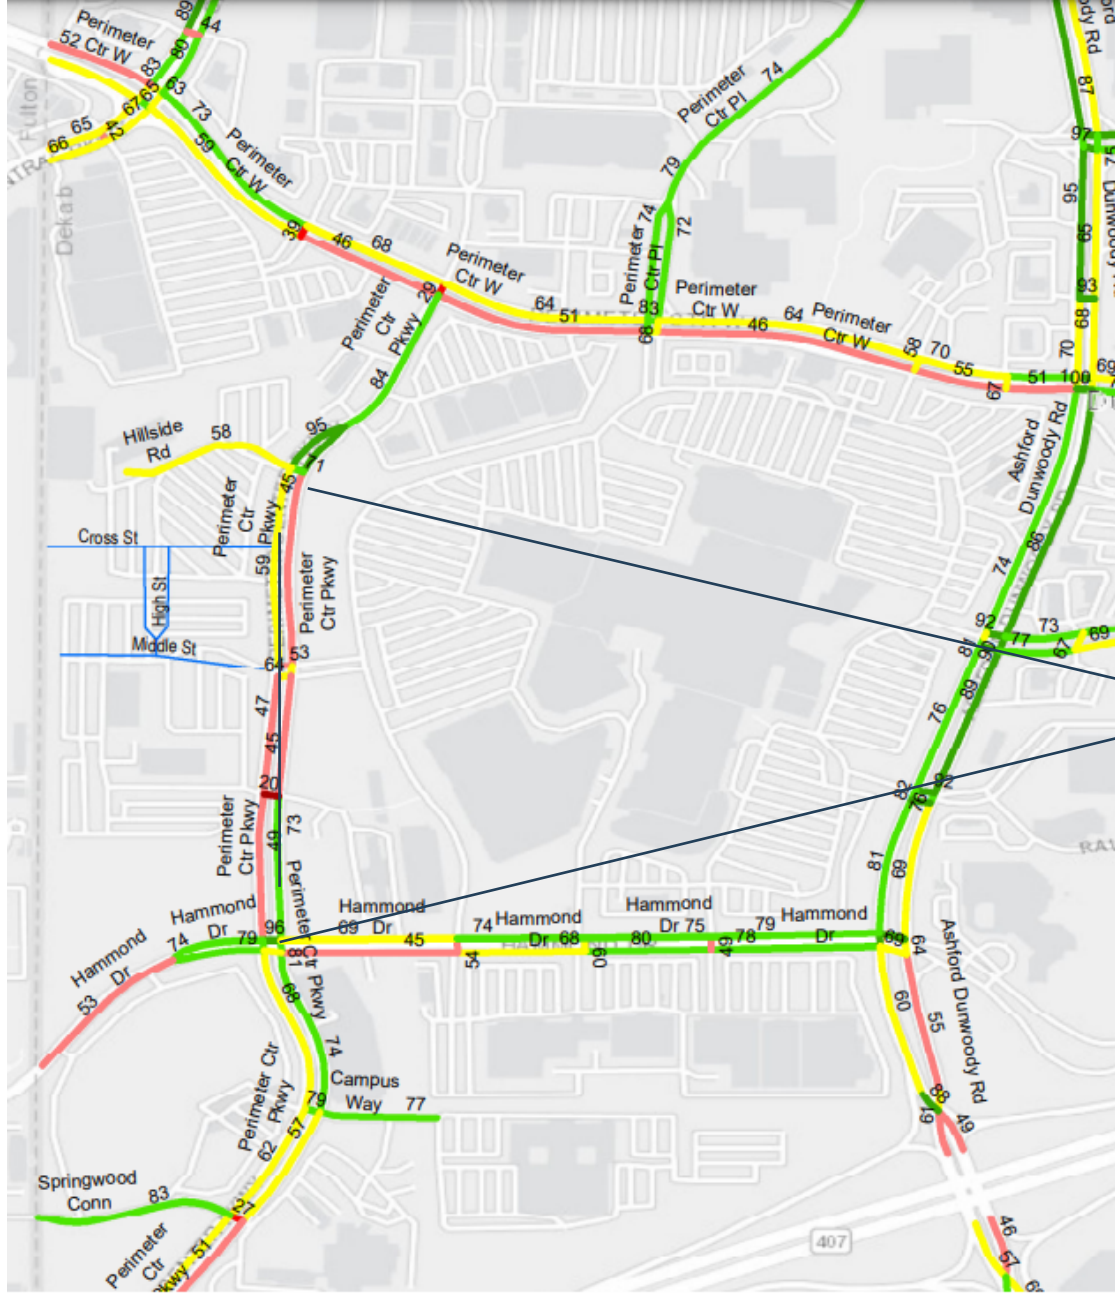 89
44
Perimeter
52 Ctr W
80
83
63
65
67
73
65
42
66
59
Perimeter
Ctr W
Fulton
Dekab
39
46
68
Perimeter
Ctr W
Perimeter
Ctr Pl
74
79
74
72
Perimeter
Ctr Pl
Perimeter
Ctr W
83
68
64
51
46
64
Perimeter
Ctr W
58
70
55
67
51
100
69
87
97
75
95
65
93
68
70
Perimeter
Ctr
Pkwy
29
84
95
71
Hillside
Rd
58
45
Perimeter
Ctr
Pkwy
59
Cross St
High St
Middle St
Perimeter
Ctr Pkwy
64
53
47
45
20
Perimeter
Ctr Pkwy
49
73
Ashford
Dunwoody Rd
86
74
92
81
90
77
73
67
69
76
89
82
82
76
81
69
RA
Hammond
Dr
74
79
96
Hammond
Dr
53
81
Perimeter
Ctr Pkwy
Hammond
69 Dr
45
74
Hammond
Dr 68
54
60
Hammond
Dr 75
80
49
78
79
Hammond
Dr
69
64
60
55
Ashford Dunwoody Rd
88
61
49
68
74
Perimeter Ctr
Pkwy
79
Campus
Way
77
57
62
Springwood
Conn
83
27
Perimeter
Ctr
Pkwy
51
407
46
57